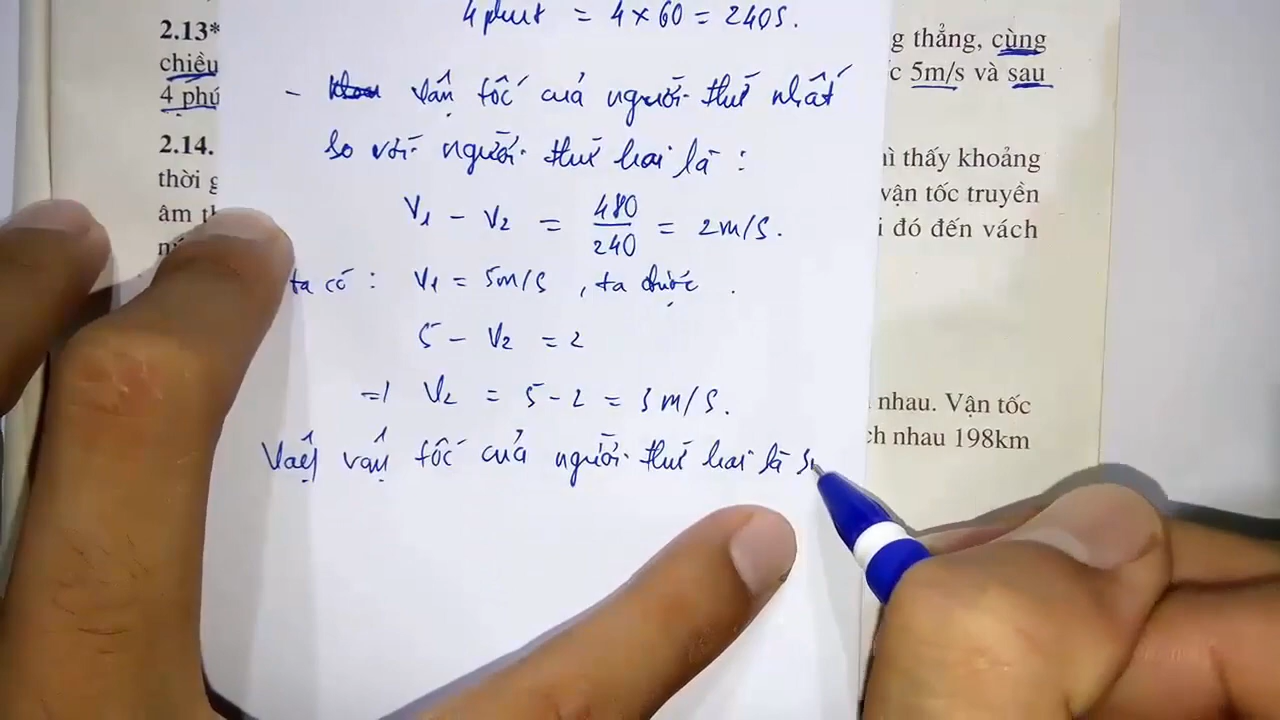 4 phút = 4 × 60 = 240s.
2.13*
g thẳng, cùng
chiều
c 5m/s và sau
4 phú
- vận tốc của người thứ nhất
so với người thứ hai là :
2.14.
ì thấy khoảng
thời g
vận tốc truyền
âm th
i đó đến vách
V₁ - V₂ = 480/240 = 2m/s.
ta có : V₁ = 5m/s , ta được .
5 - V₂ = 2
=> V₂ = 5 - 2 = 3m/s.
nhau. Vận tốc
ch nhau 198km
Vậy vận tốc của người thứ hai là 3